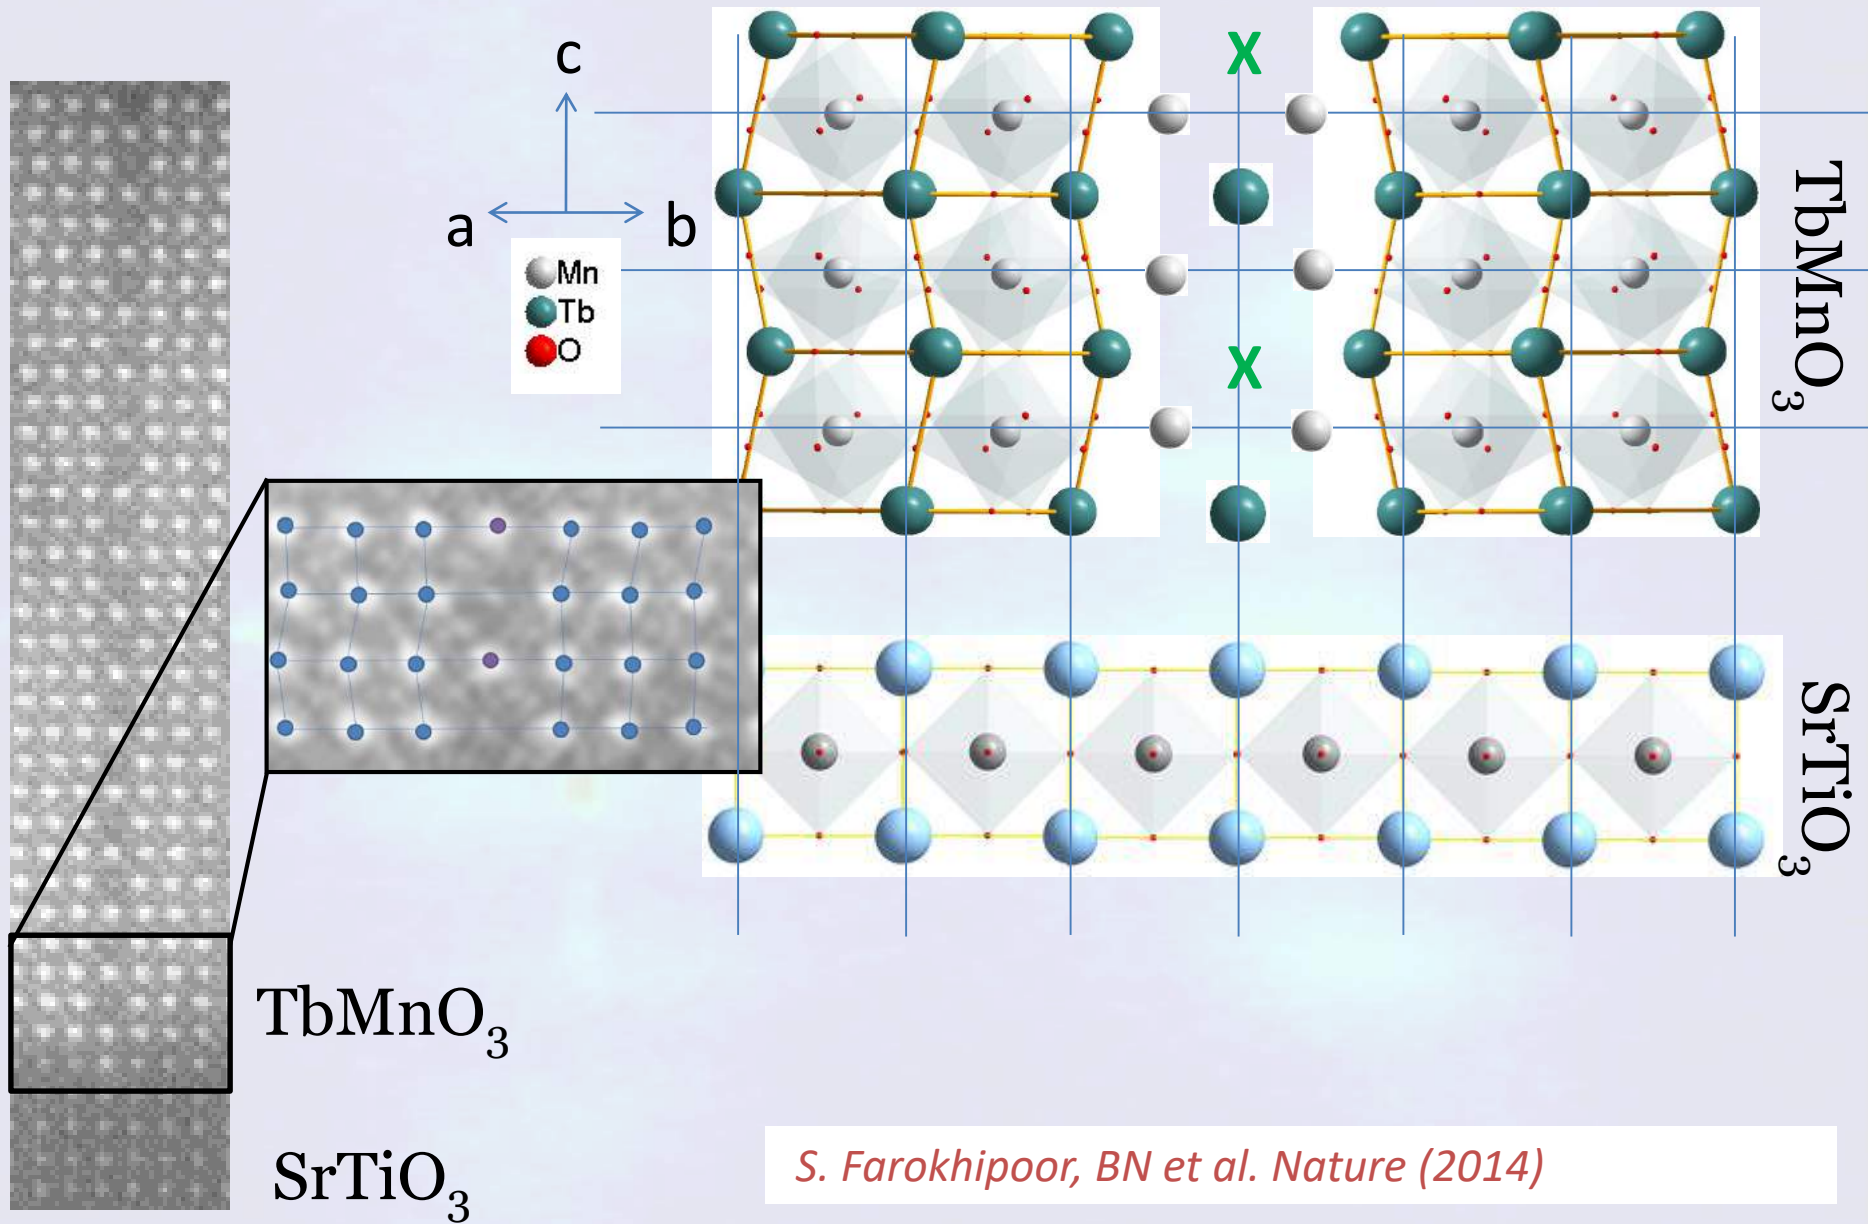 c
a
b
Mn
Tb
O
X
X
TbMnO3
SrTiO3
TbMnO3
SrTiO3
S. Farokhipoor, BN et al. Nature (2014)